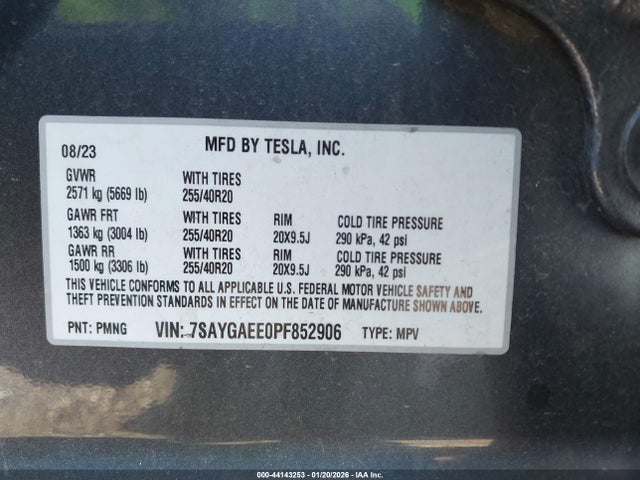 08/23 MFD BY TESLA, INC.
GVWR WITH TIRES
2571 kg (5669 lb) 255/40R20
GAWR FRT WITH TIRES RIM COLD TIRE PRESSURE
1363 kg (3004 lb) 255/40R20 20X9.5J 290 kPa, 42 psi
GAWR RR WITH TIRES RIM COLD TIRE PRESSURE
1500 kg (3306 lb) 255/40R20 20X9.5J 290 kPa, 42 psi
THIS VEHICLE CONFORMS TO ALL APPLICABLE U.S. FEDERAL MOTOR VEHICLE SAFETY AND
THEFT PREVENTION STANDARDS IN EFFECT ON THE DATE OF MANUFACTURE SHOWN ABOVE.
PNT: PMNG VIN: 7SAYGAEE0PF852906 TYPE: MPV
000-44143253 - 01/20/2026 - IAA Inc.